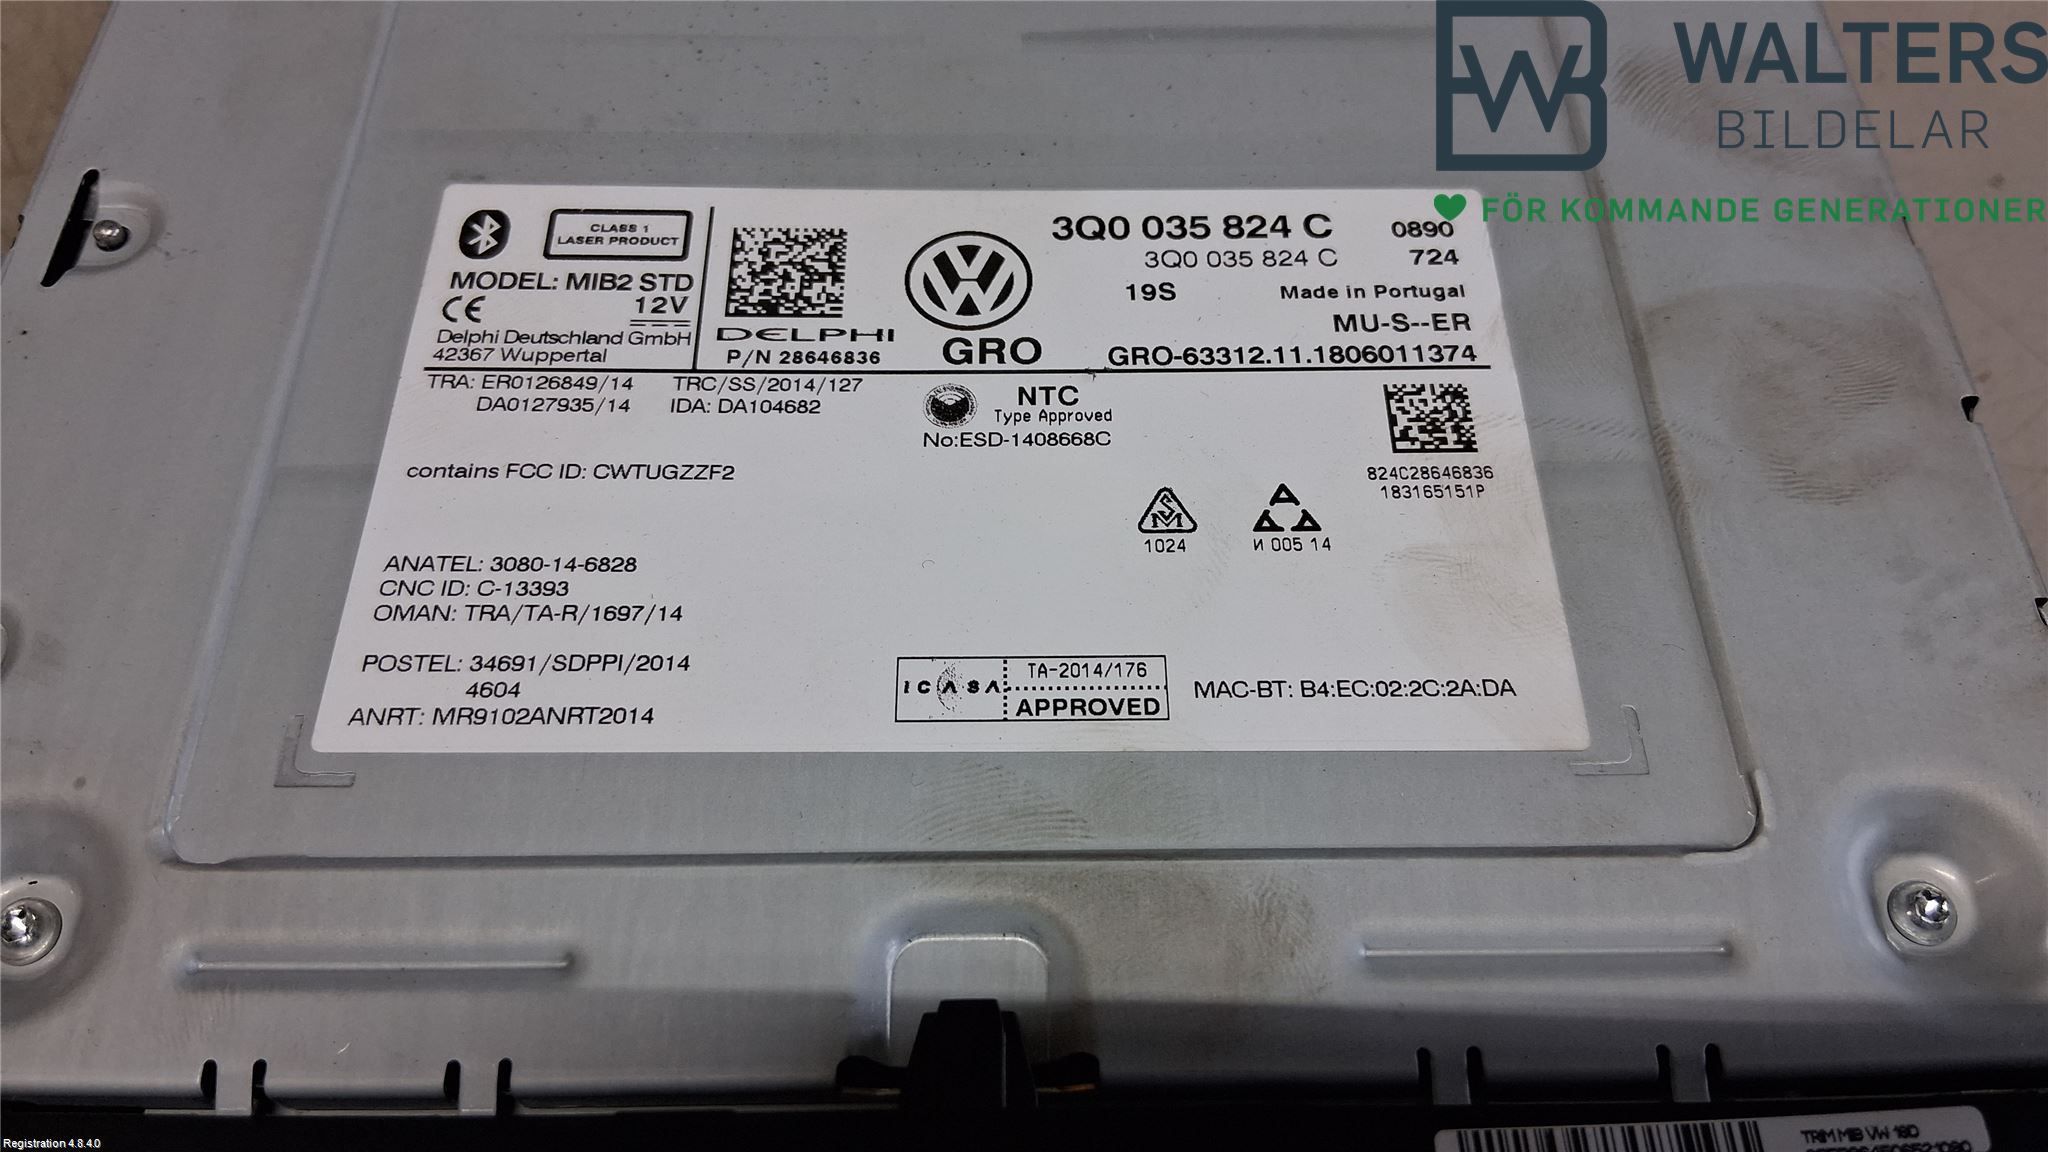 WALTERS
BILDELAR
FÖR KOMMANDE GENERATIONER
CLASS 1
LASER PRODUCT
MODEL: MIB2 STD
12V
Delphi Deutschland GmbH
42367 Wuppertal
DELPHI
P/N 28646836
GRO
3Q0 035 824 C 0890
3Q0 035 824 C 724
19S Made in Portugal
MU-S--ER
GRO-63312.11.1806011374
TRA: ER0126849/14 TRC/SS/2014/127
DA0127935/14 IDA: DA104682
NTC
Type Approved
No:ESD-1408668C
contains FCC ID: CWTUGZZF2
824C28646836
183165151P
1024
И 005 14
ANATEL: 3080-14-6828
CNC ID: C-13393
OMAN: TRA/TA-R/1697/14
POSTEL: 34691/SDPPI/2014
4604
ANRT: MR9102ANRT2014
ICASA
TA-2014/176
APPROVED
MAC-BT: B4:EC:02:2C:2A:DA
TRIM MIB VW 18D
Registration 4.8.4.0